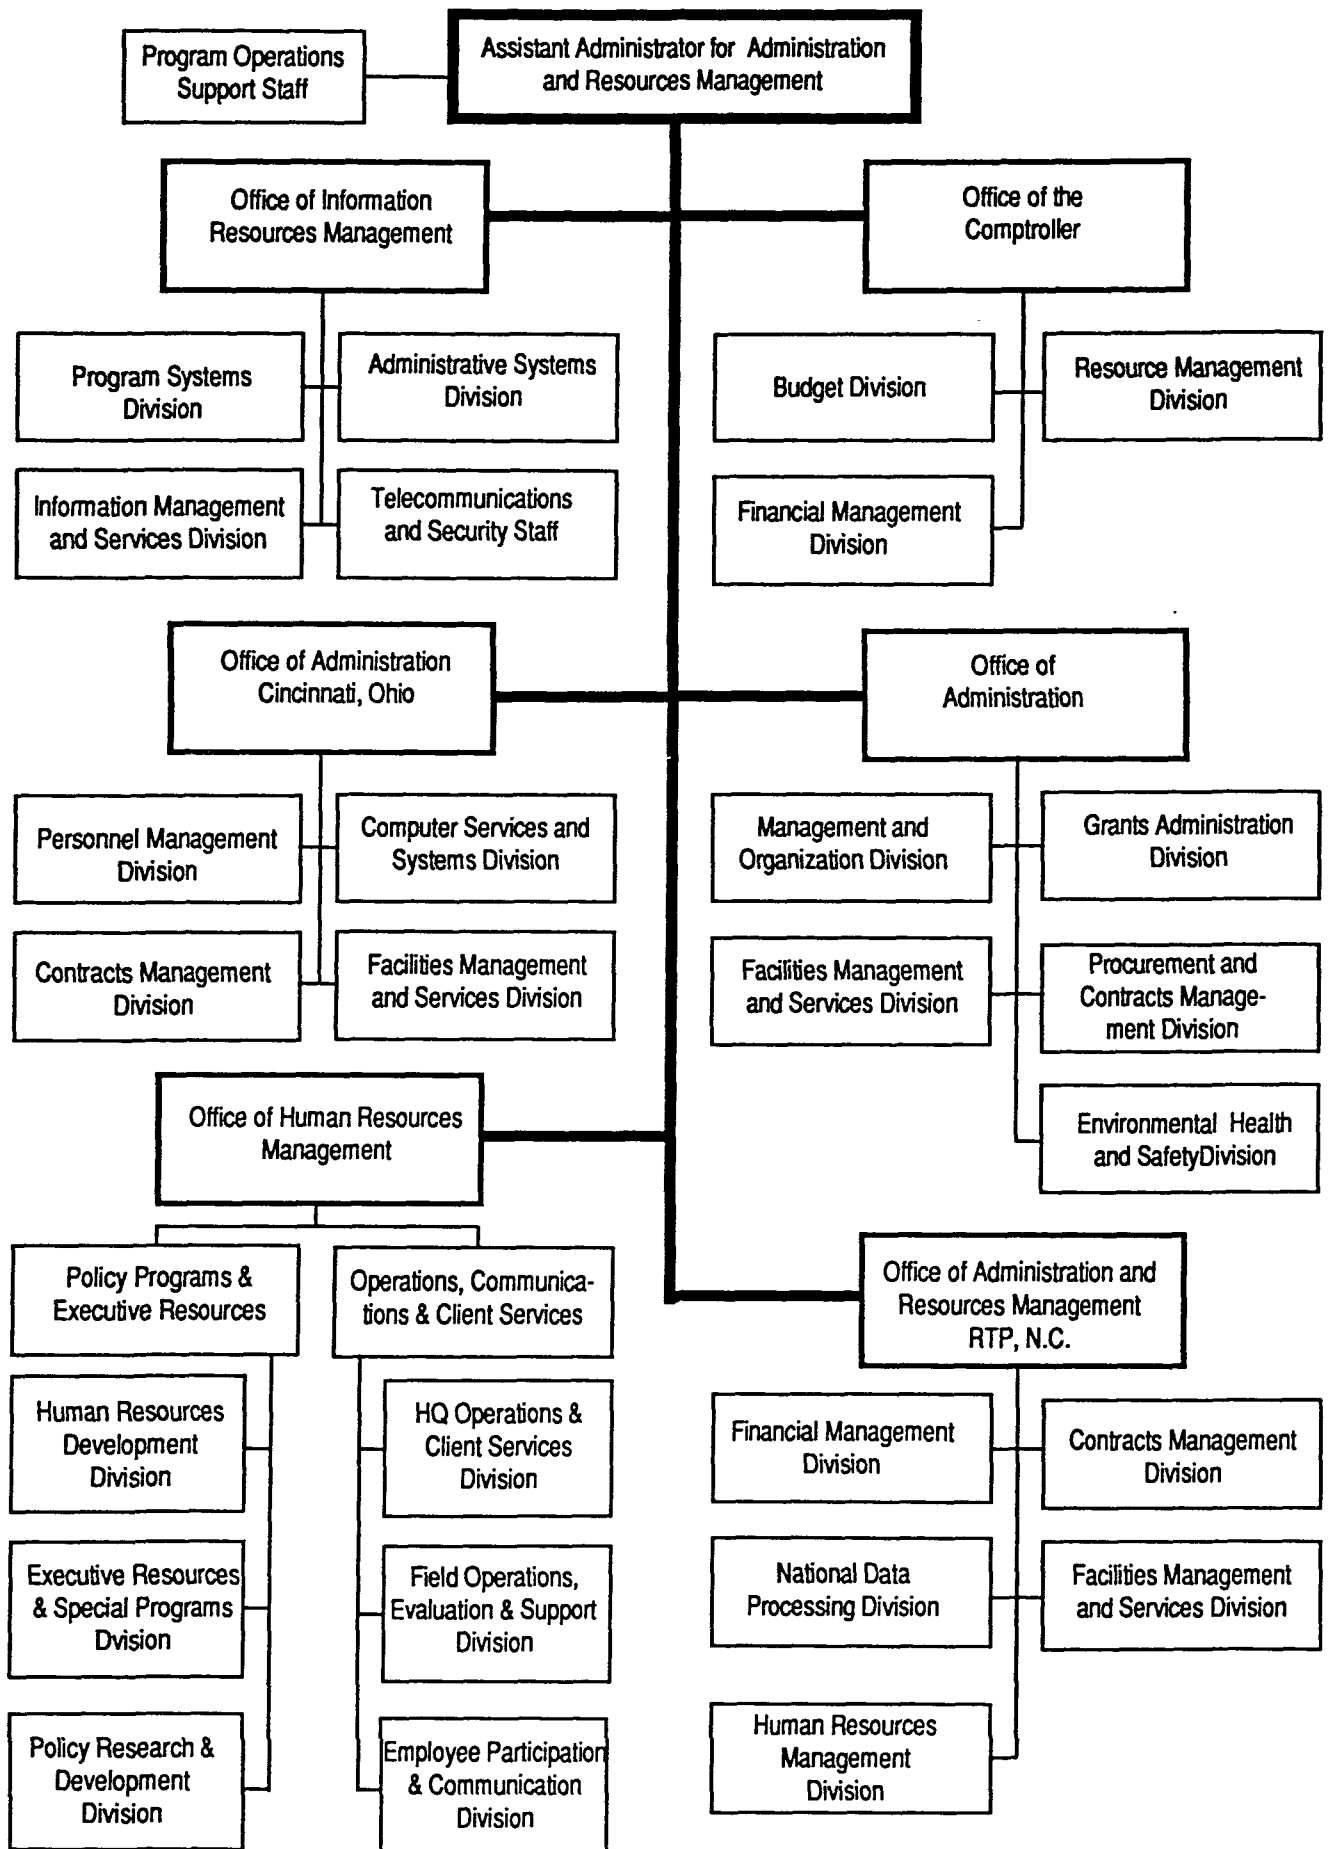 Program Operations
Support Staff
Assistant Administrator for Administration
and Resources Management
Office of Information
Resources Management
Office of the
Comptroller
Program Systems
Division
Administrative Systems
Division
Budget Division
Resource Management
Division
Information Management
and Services Division
Telecommunications
and Security Staff
Financial Management
Division
Office of Administration
Cincinnati, Ohio
Office of
Administration
Personnel Management
Division
Computer Services and
Systems Division
Management and
Organization Division
Grants Administration
Division
Contracts Management
Division
Facilities Management
and Services Division
Facilities Management
and Services Division
Procurement and
Contracts Manage-
ment Division
Office of Human Resources
Management
Environmental Health
and SafetyDivision
Policy Programs &
Executive Resources
Operations, Communica-
tions & Client Services
Office of Administration and
Resources Management
RTP, N.C.
Human Resources
Development
Division
HQ Operations &
Client Services
Division
Financial Management
Division
Contracts Management
Division
Executive Resources
& Special Programs
Dvision
Field Operations,
Evaluation & Support
Division
National Data
Processing Division
Facilities Management
and Services Division
Policy Research &
Development
Division
Employee Participation
& Communication
Division
Human Resources
Management
Division